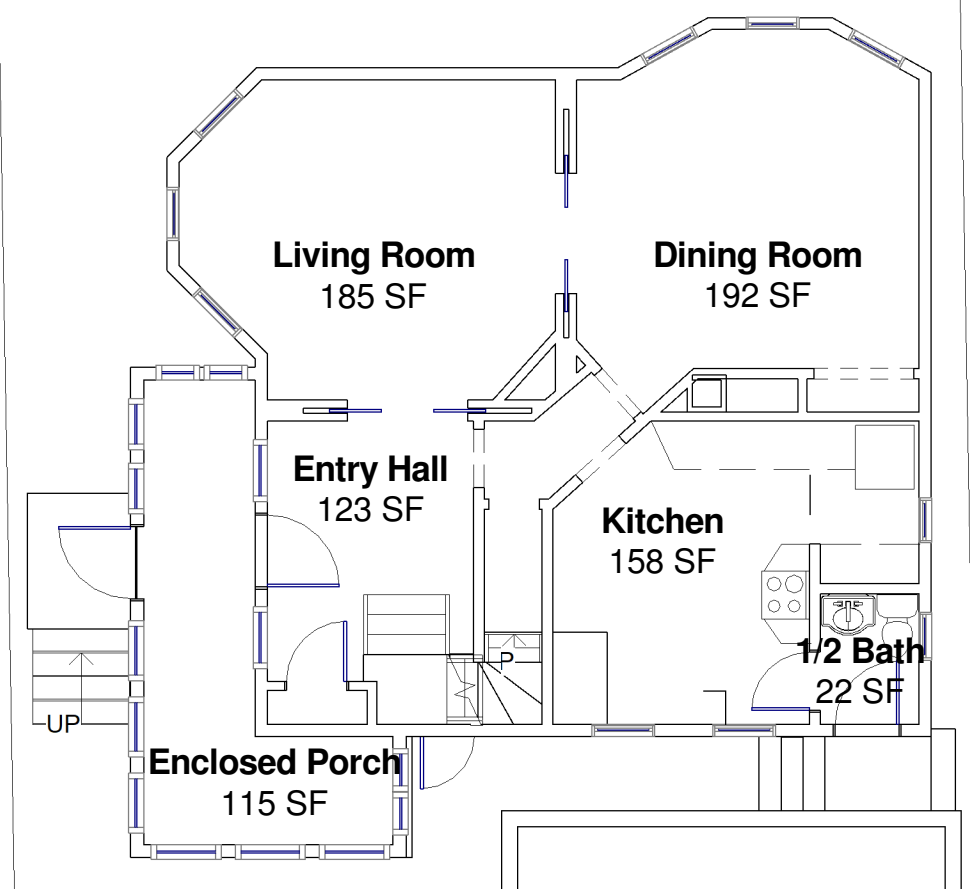 Living Room
185 SF
Dining Room
192 SF
Entry Hall
123 SF
Kitchen
158 SF
P
1/2 Bath
22 SF
UP
Enclosed Porch
115 SF